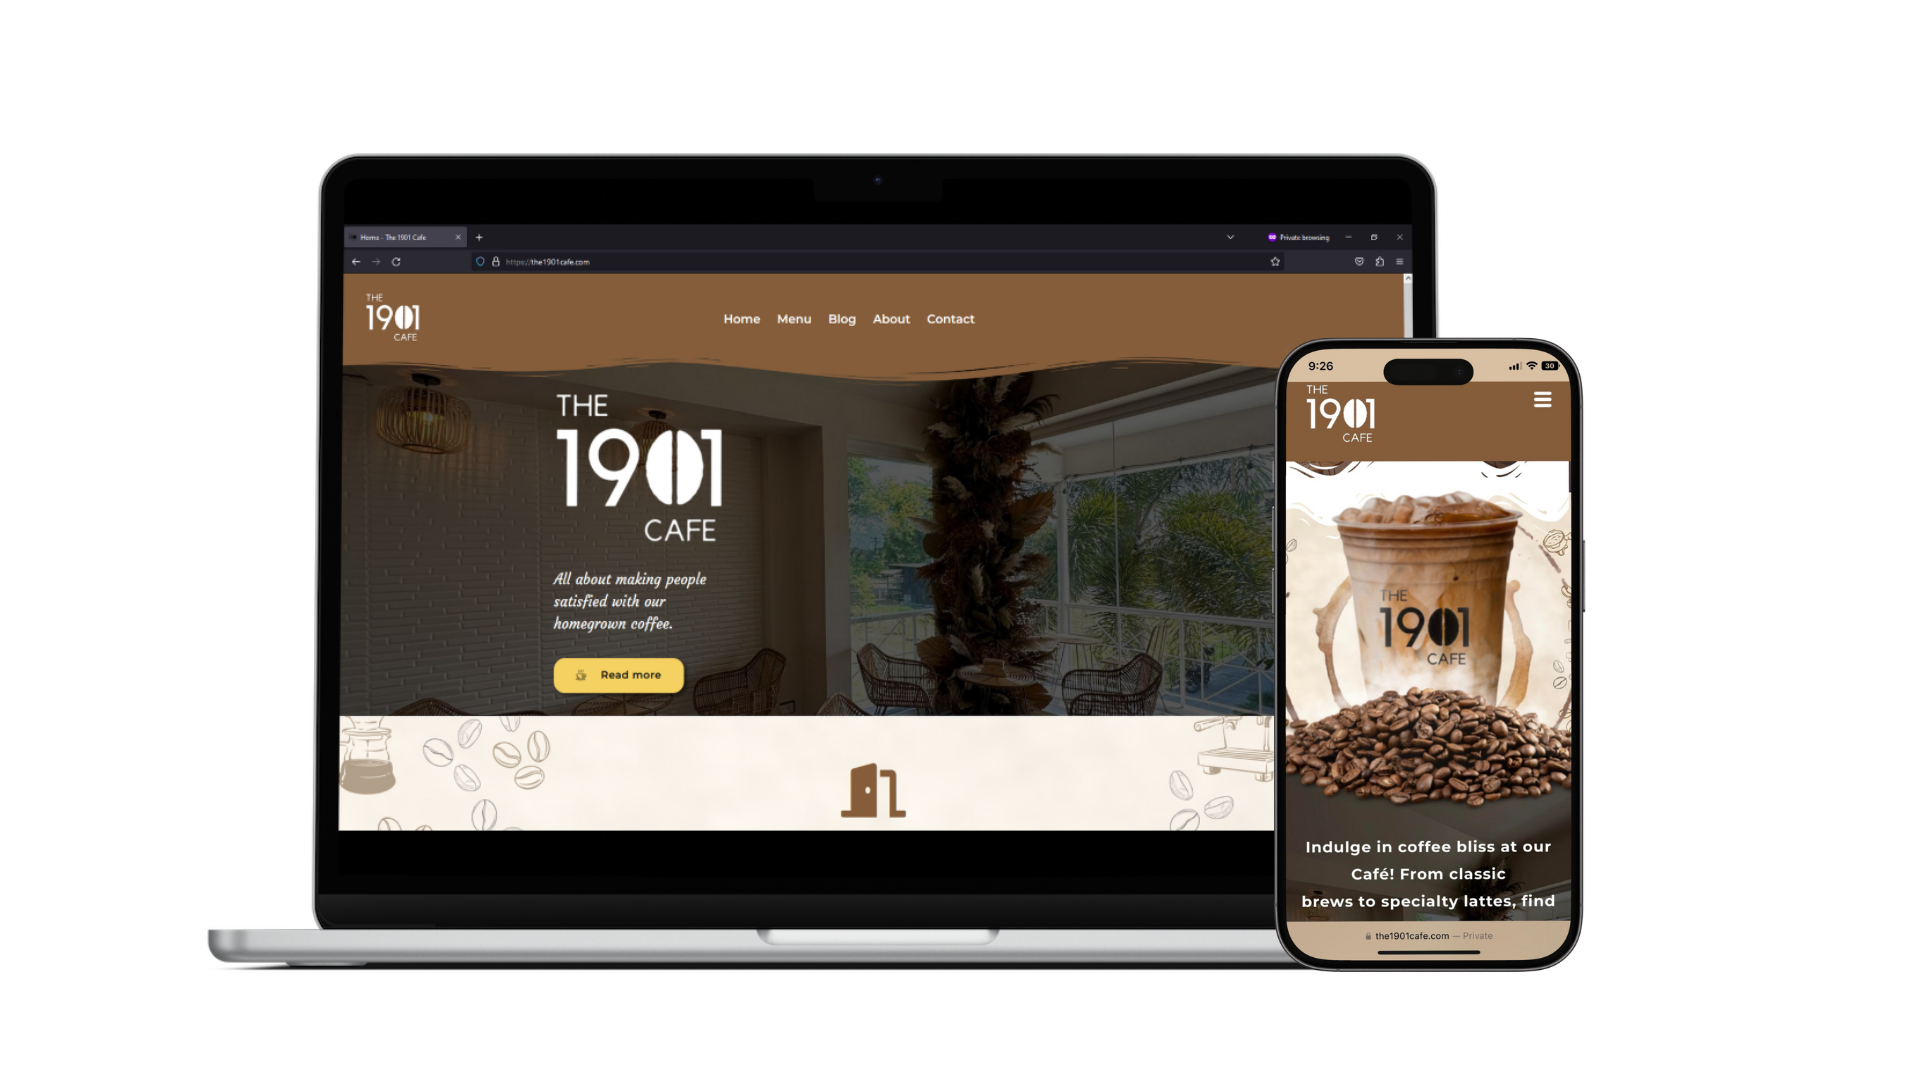 Home - The 1901 Cafe
Private browsing
https://the1901cafe.com
THE
1901
CAFE
Home Menu Blog About Contact
THE
1901
CAFE
All about making people
satisfied with our
homegrown coffee.
Read more
9:26
30
THE
1901
CAFE
THE
1901
CAFE
Indulge in coffee bliss at our
Café! From classic
brews to specialty lattes, find
the1901cafe.com — Private